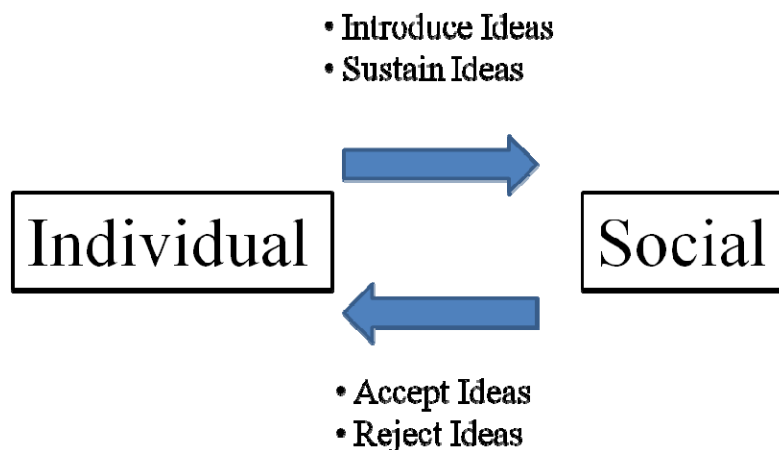 • Introduce Ideas
• Sustain Ideas
Individual
Social
• Accept Ideas
• Reject Ideas